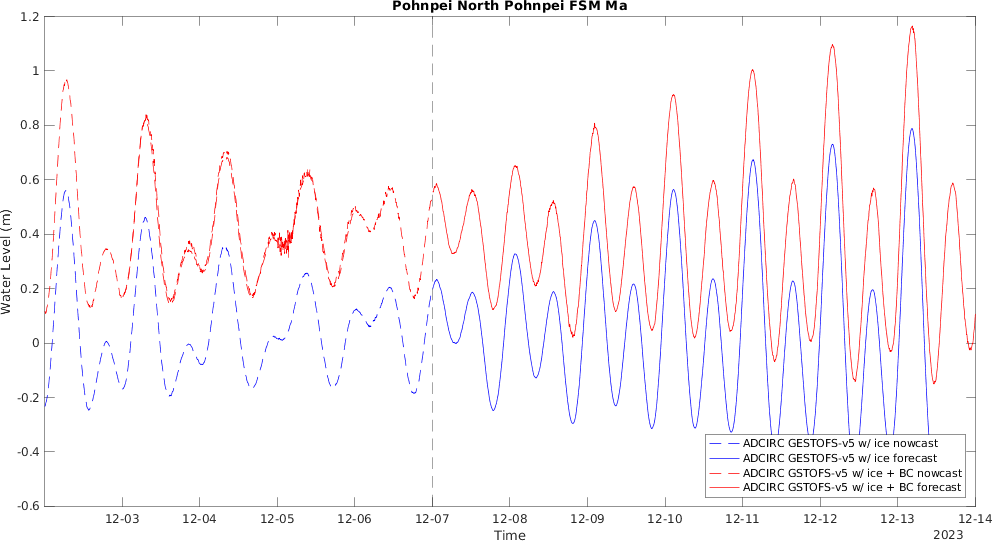 Pohnpei North Pohnpei FSM Ma
1.2
1
0.8
0.6
0.4
0.2
0
-0.2
-0.4
-0.6
Water Level (m)
ADCIRC GESTOFS-v5 w/ ice nowcast
ADCIRC GESTOFS-v5 w/ ice forecast
ADCIRC GSTOFS-v5 w/ ice + BC nowcast
ADCIRC GSTOFS-v5 w/ ice + BC forecast
12-03 12-04 12-05 12-06 12-07 12-08 12-09 12-10 12-11 12-12 12-13 12-14
Time
2023